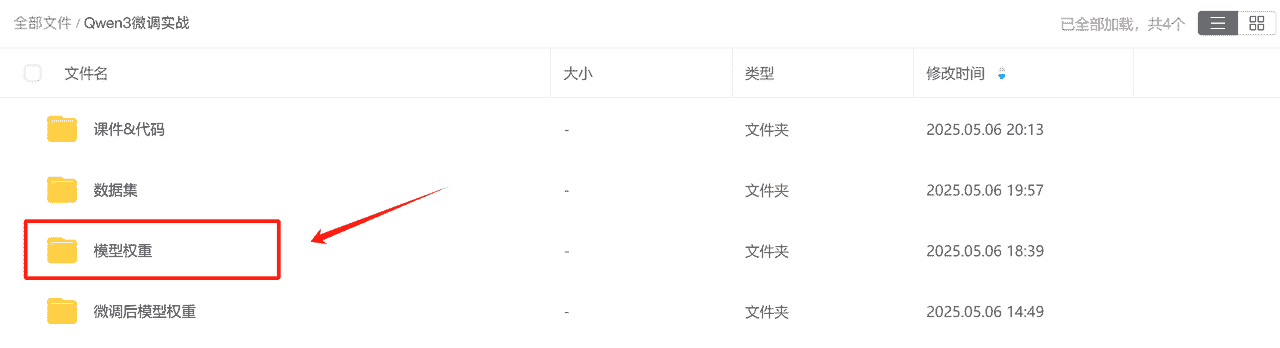 全部文件 / Qwen3微调实战 已全部加载，共4个
文件名 大小 类型 修改时间
课件&代码 - 文件夹 2025.05.06 20:13
数据集 - 文件夹 2025.05.06 19:57
模型权重 - 文件夹 2025.05.06 18:39
微调后模型权重 - 文件夹 2025.05.06 14:49